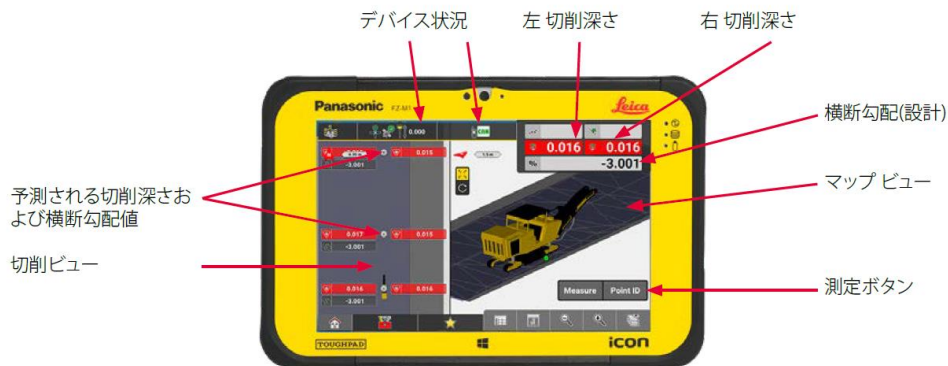 デバイス状況
左 切削深さ
右 切削深さ
横断勾配(設計)
マップ ビュー
測定ボタン
予測される切削深さお
よび横断勾配値
切削ビュー
Panasonic
FZ-M1
Leica
0.000
0.016
0.016
-3.001
0.015
-3.001
0.017
0.015
-3.001
0.016
0.016
-3.001
Measure
Point ID
STOP
TOUGHPAD
iCON